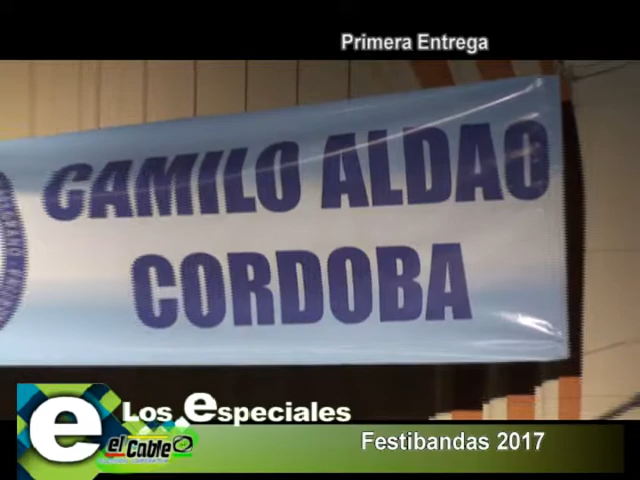 Primera Entrega
CAMILO ALDAO
CORDOBA
e Los especiales
el Cable
Festibandas 2017